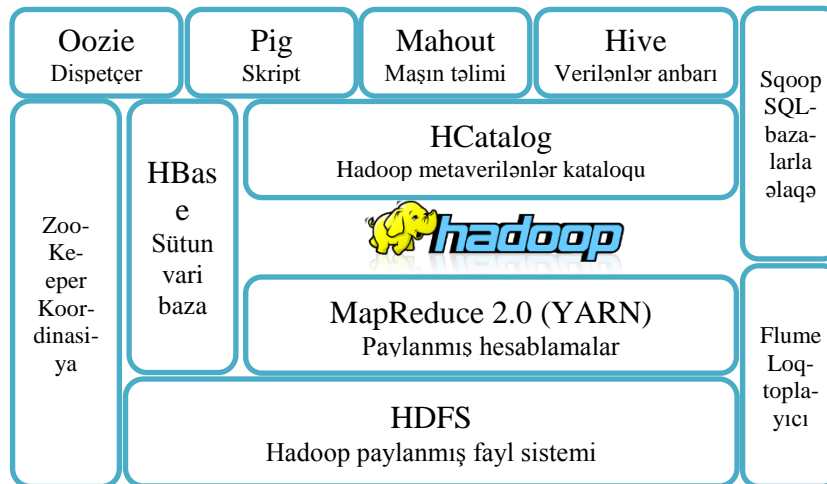 Oozie
Dispetçer
Pig
Skript
Mahout
Maşın təlimi
Hive
Verilənlər anbarı
Sqoop
SQL-
baza-
larla
əlaqə
Zoo-
Ke-
eper
Koor-
dinasi-
ya
HBas
e
Sütun
vari
baza
HCatalog
Hadoop metaverilənlər kataloqu
hadoop
MapReduce 2.0 (YARN)
Paylanmış hesablamalar
Flume
Loq-
topla-
yıcı
HDFS
Hadoop paylanmış fayl sistemi